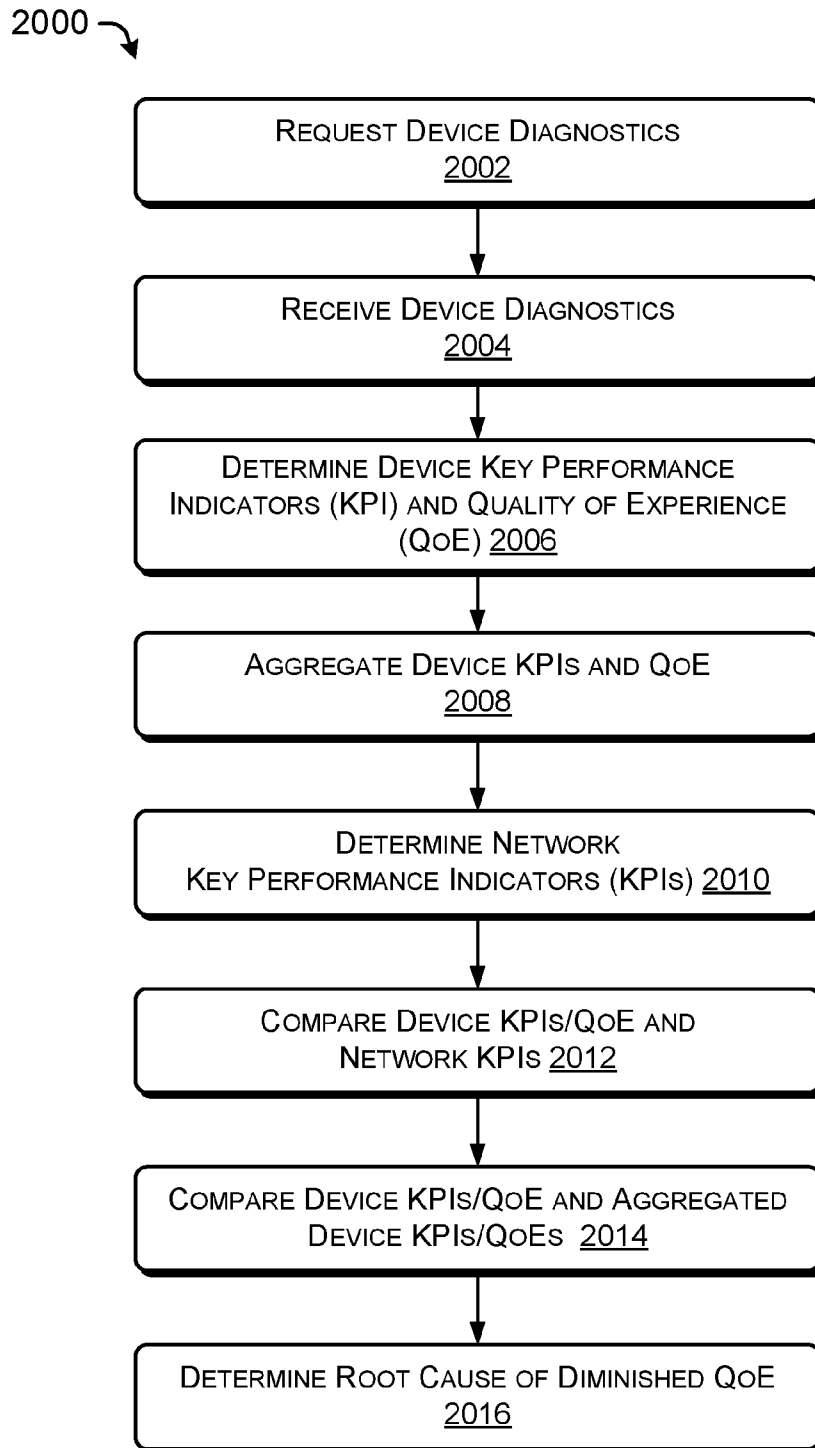 2000
REQUEST DEVICE DIAGNOSTICS
2002
RECEIVE DEVICE DIAGNOSTICS
2004
DETERMINE DEVICE KEY PERFORMANCE
INDICATORS (KPI) AND QUALITY OF EXPERIENCE
(QOE) 2006
AGGREGATE DEVICE KPIS AND QOE
2008
DETERMINE NETWORK
KEY PERFORMANCE INDICATORS (KPIS) 2010
COMPARE DEVICE KPIS/QOE AND
NETWORK KPIS 2012
COMPARE DEVICE KPIS/QOE AND AGGREGATED
DEVICE KPIS/QOES 2014
DETERMINE ROOT CAUSE OF DIMINISHED QOE
2016